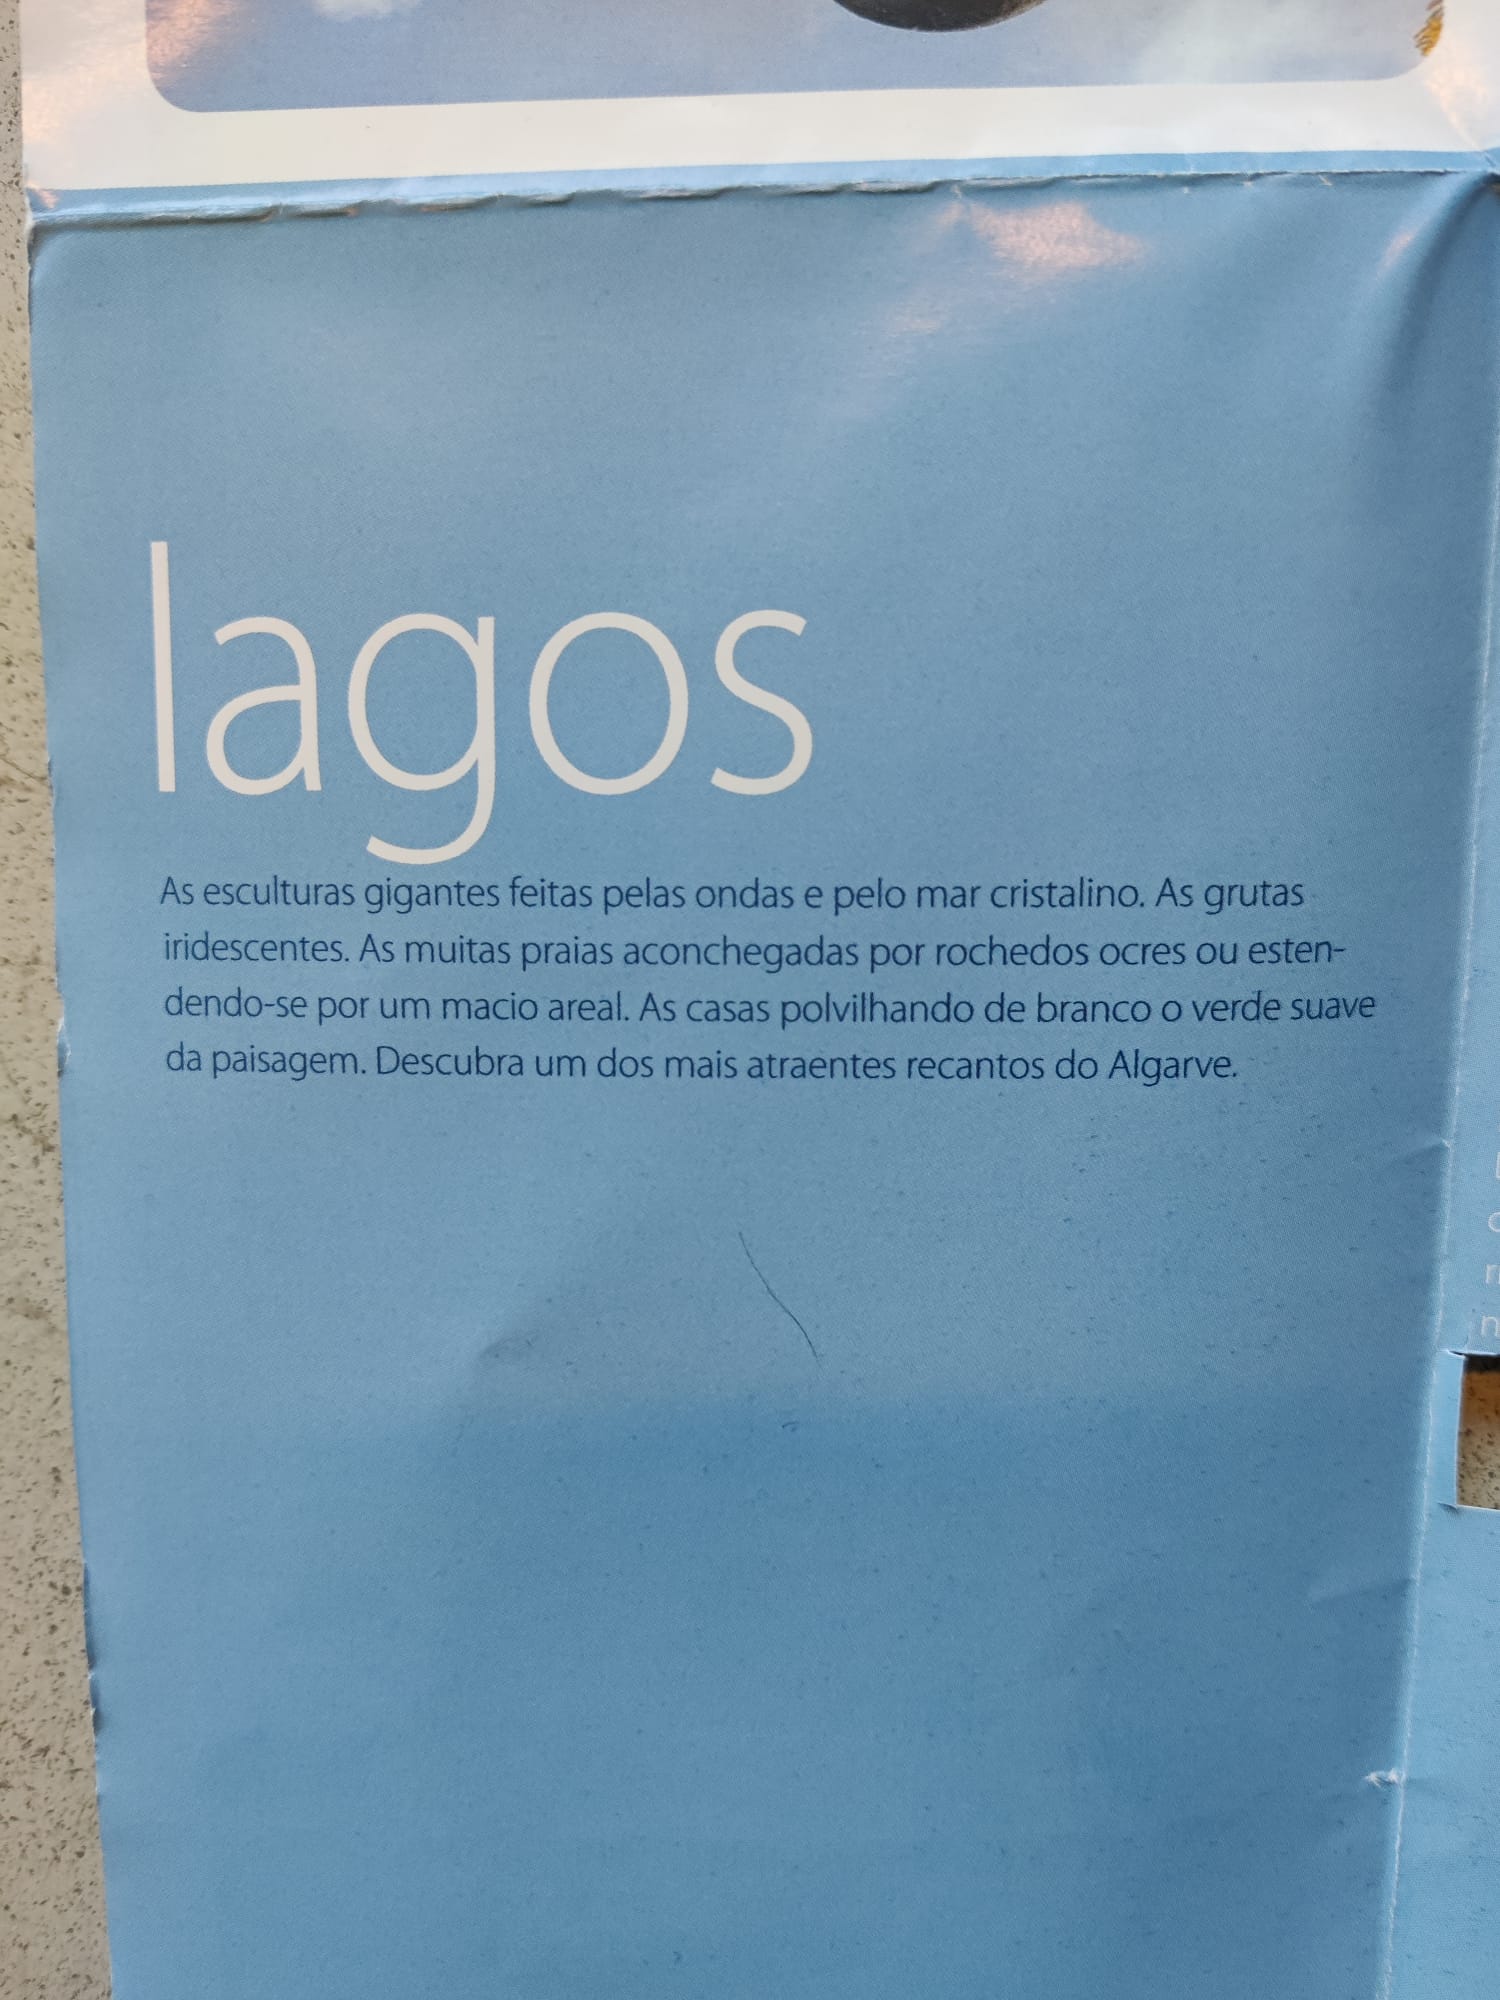 lagos
As esculturas gigantes feitas pelas ondas e pelo mar cristalino. As grutas
iridescentes. As muitas praias aconchegadas por rochedos ocres ou esten-
dendo-se por um macio areal. As casas polvilhando de branco o verde suave
da paisagem. Descubra um dos mais atraentes recantos do Algarve.